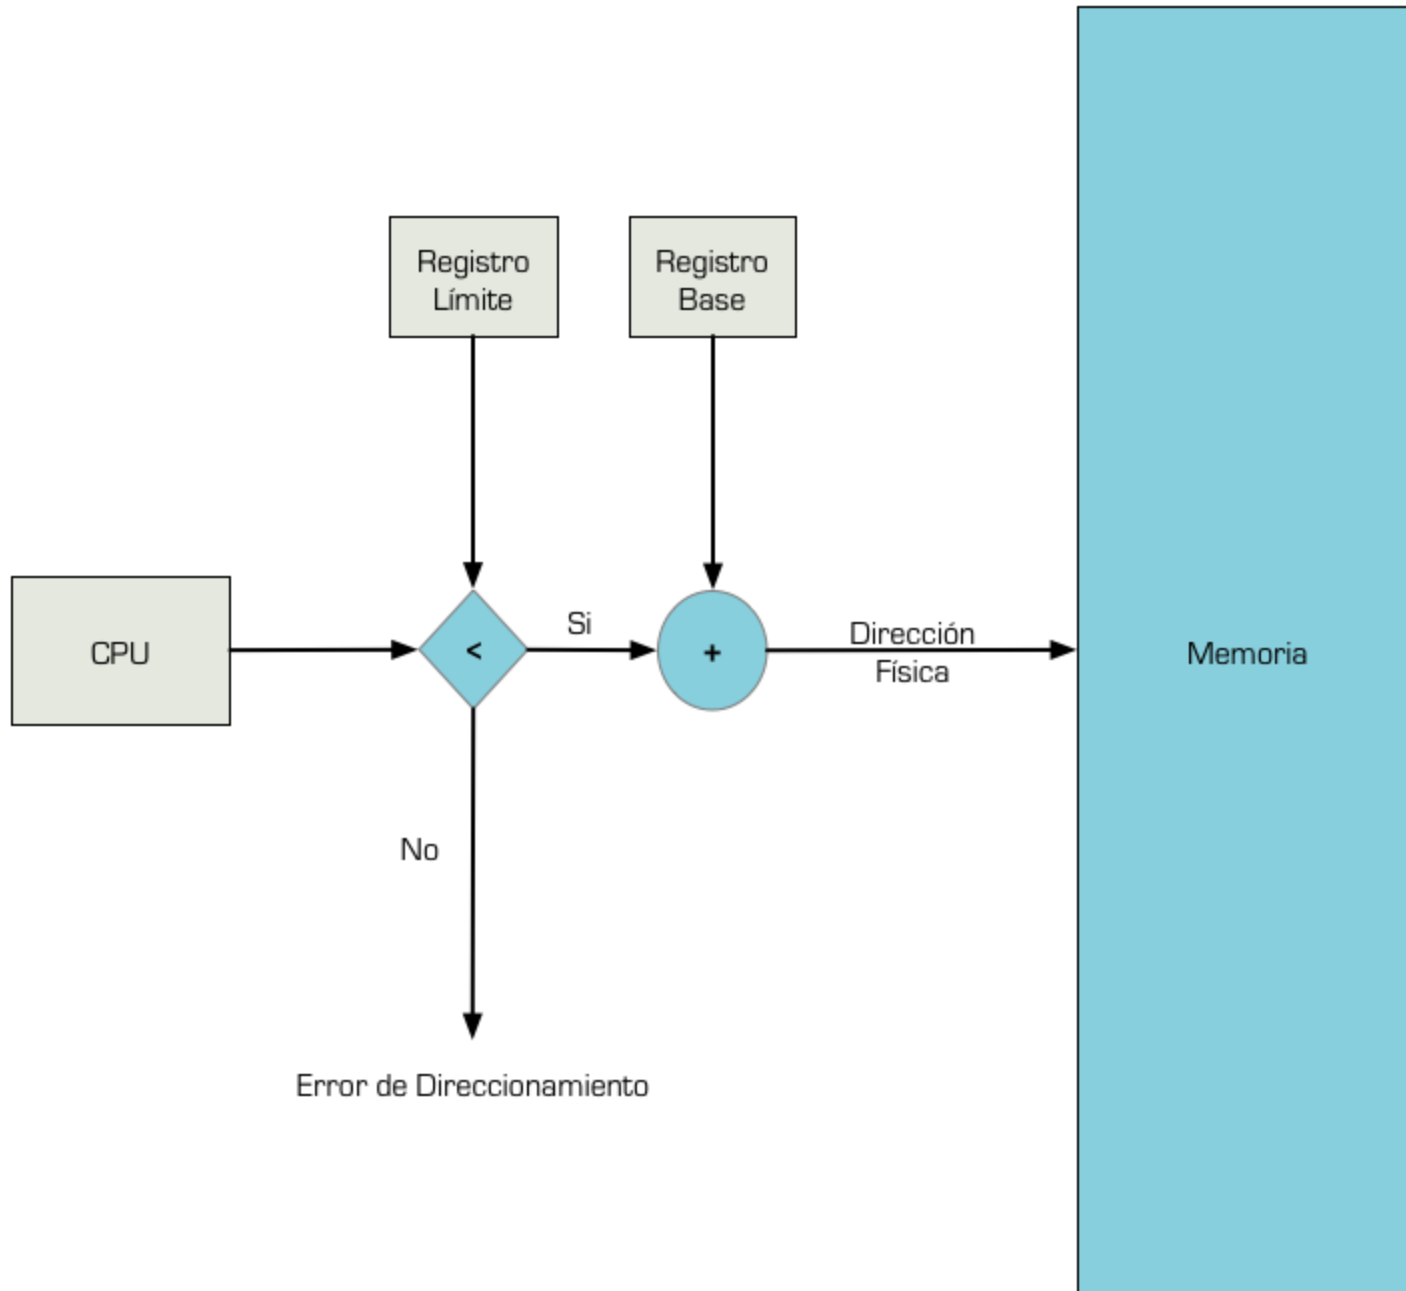 Registro
Límite
Registro
Base
CPU
<
Si
+
Dirección
Física
Memoria
No
Error de Direccionamiento